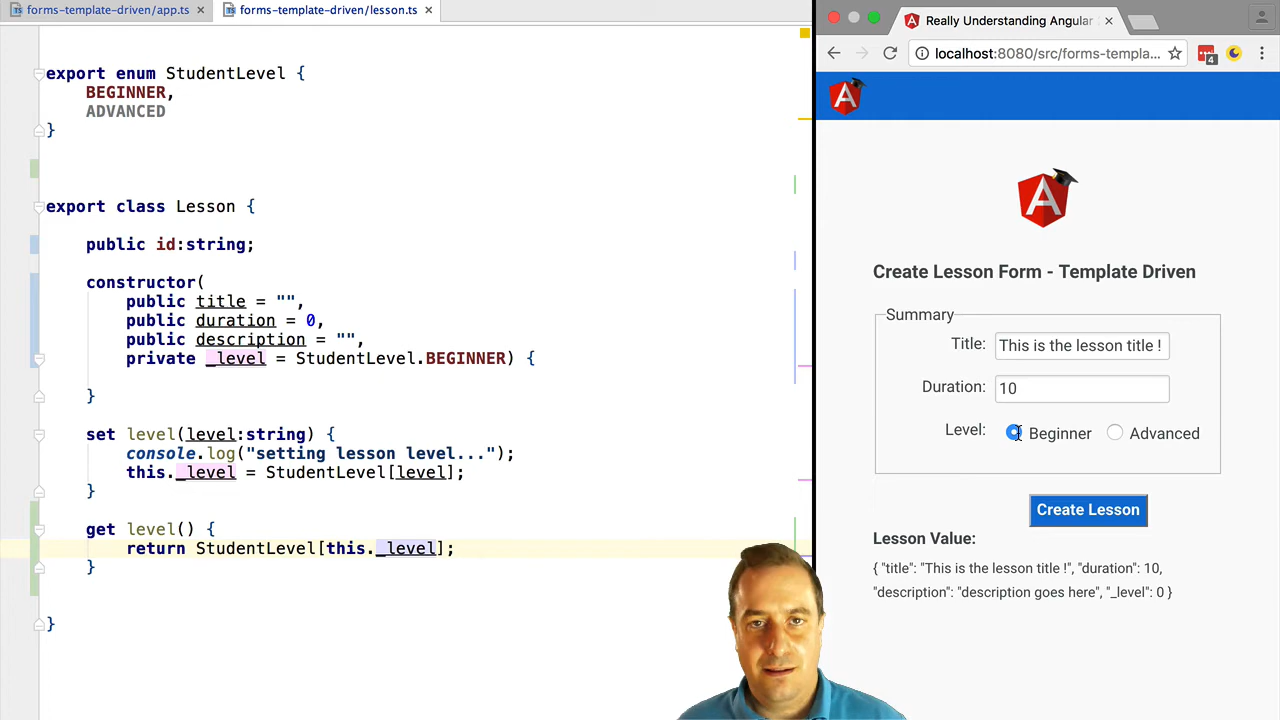 forms-template-driven/app.ts
forms-template-driven/lesson.ts
export enum StudentLevel {
BEGINNER,
ADVANCED
}
export class Lesson {
public id:string;
constructor(
public title = "",
public duration = 0,
public description = "",
private _level = StudentLevel.BEGINNER) {
}
set level(level:string) {
console.log("setting lesson level...");
this._level = StudentLevel[level];
}
get level() {
return StudentLevel[this._level];
}
}
Really Understanding Angular
localhost:8080/src/forms-templa...
4
Create Lesson Form - Template Driven
Summary
Title: This is the lesson title !
Duration: 10
Level: Beginner Advanced
Create Lesson
Lesson Value:
{ "title": "This is the lesson title !", "duration": 10,
"description": "description goes here", "_level": 0 }